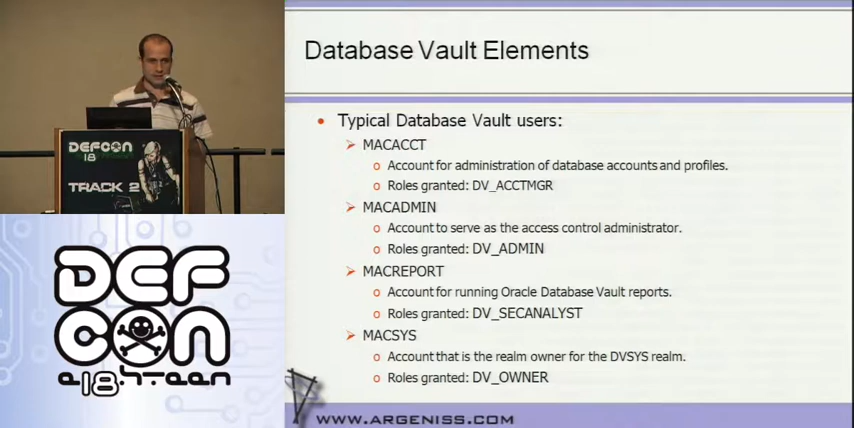 DEFCON
18
TRACK 2
DEF
CON
e18hteen
Database Vault Elements
• Typical Database Vault users:
➢ MACACCT
o Account for administration of database accounts and profiles.
o Roles granted: DV_ACCTMGR
➢ MACADMIN
o Account to serve as the access control administrator.
o Roles granted: DV_ADMIN
➢ MACREPORT
o Account for running Oracle Database Vault reports.
o Roles granted: DV_SECANALYST
➢ MACSYS
o Account that is the realm owner for the DVSYS realm.
o Roles granted: DV_OWNER
WWW.ARGENISS.COM